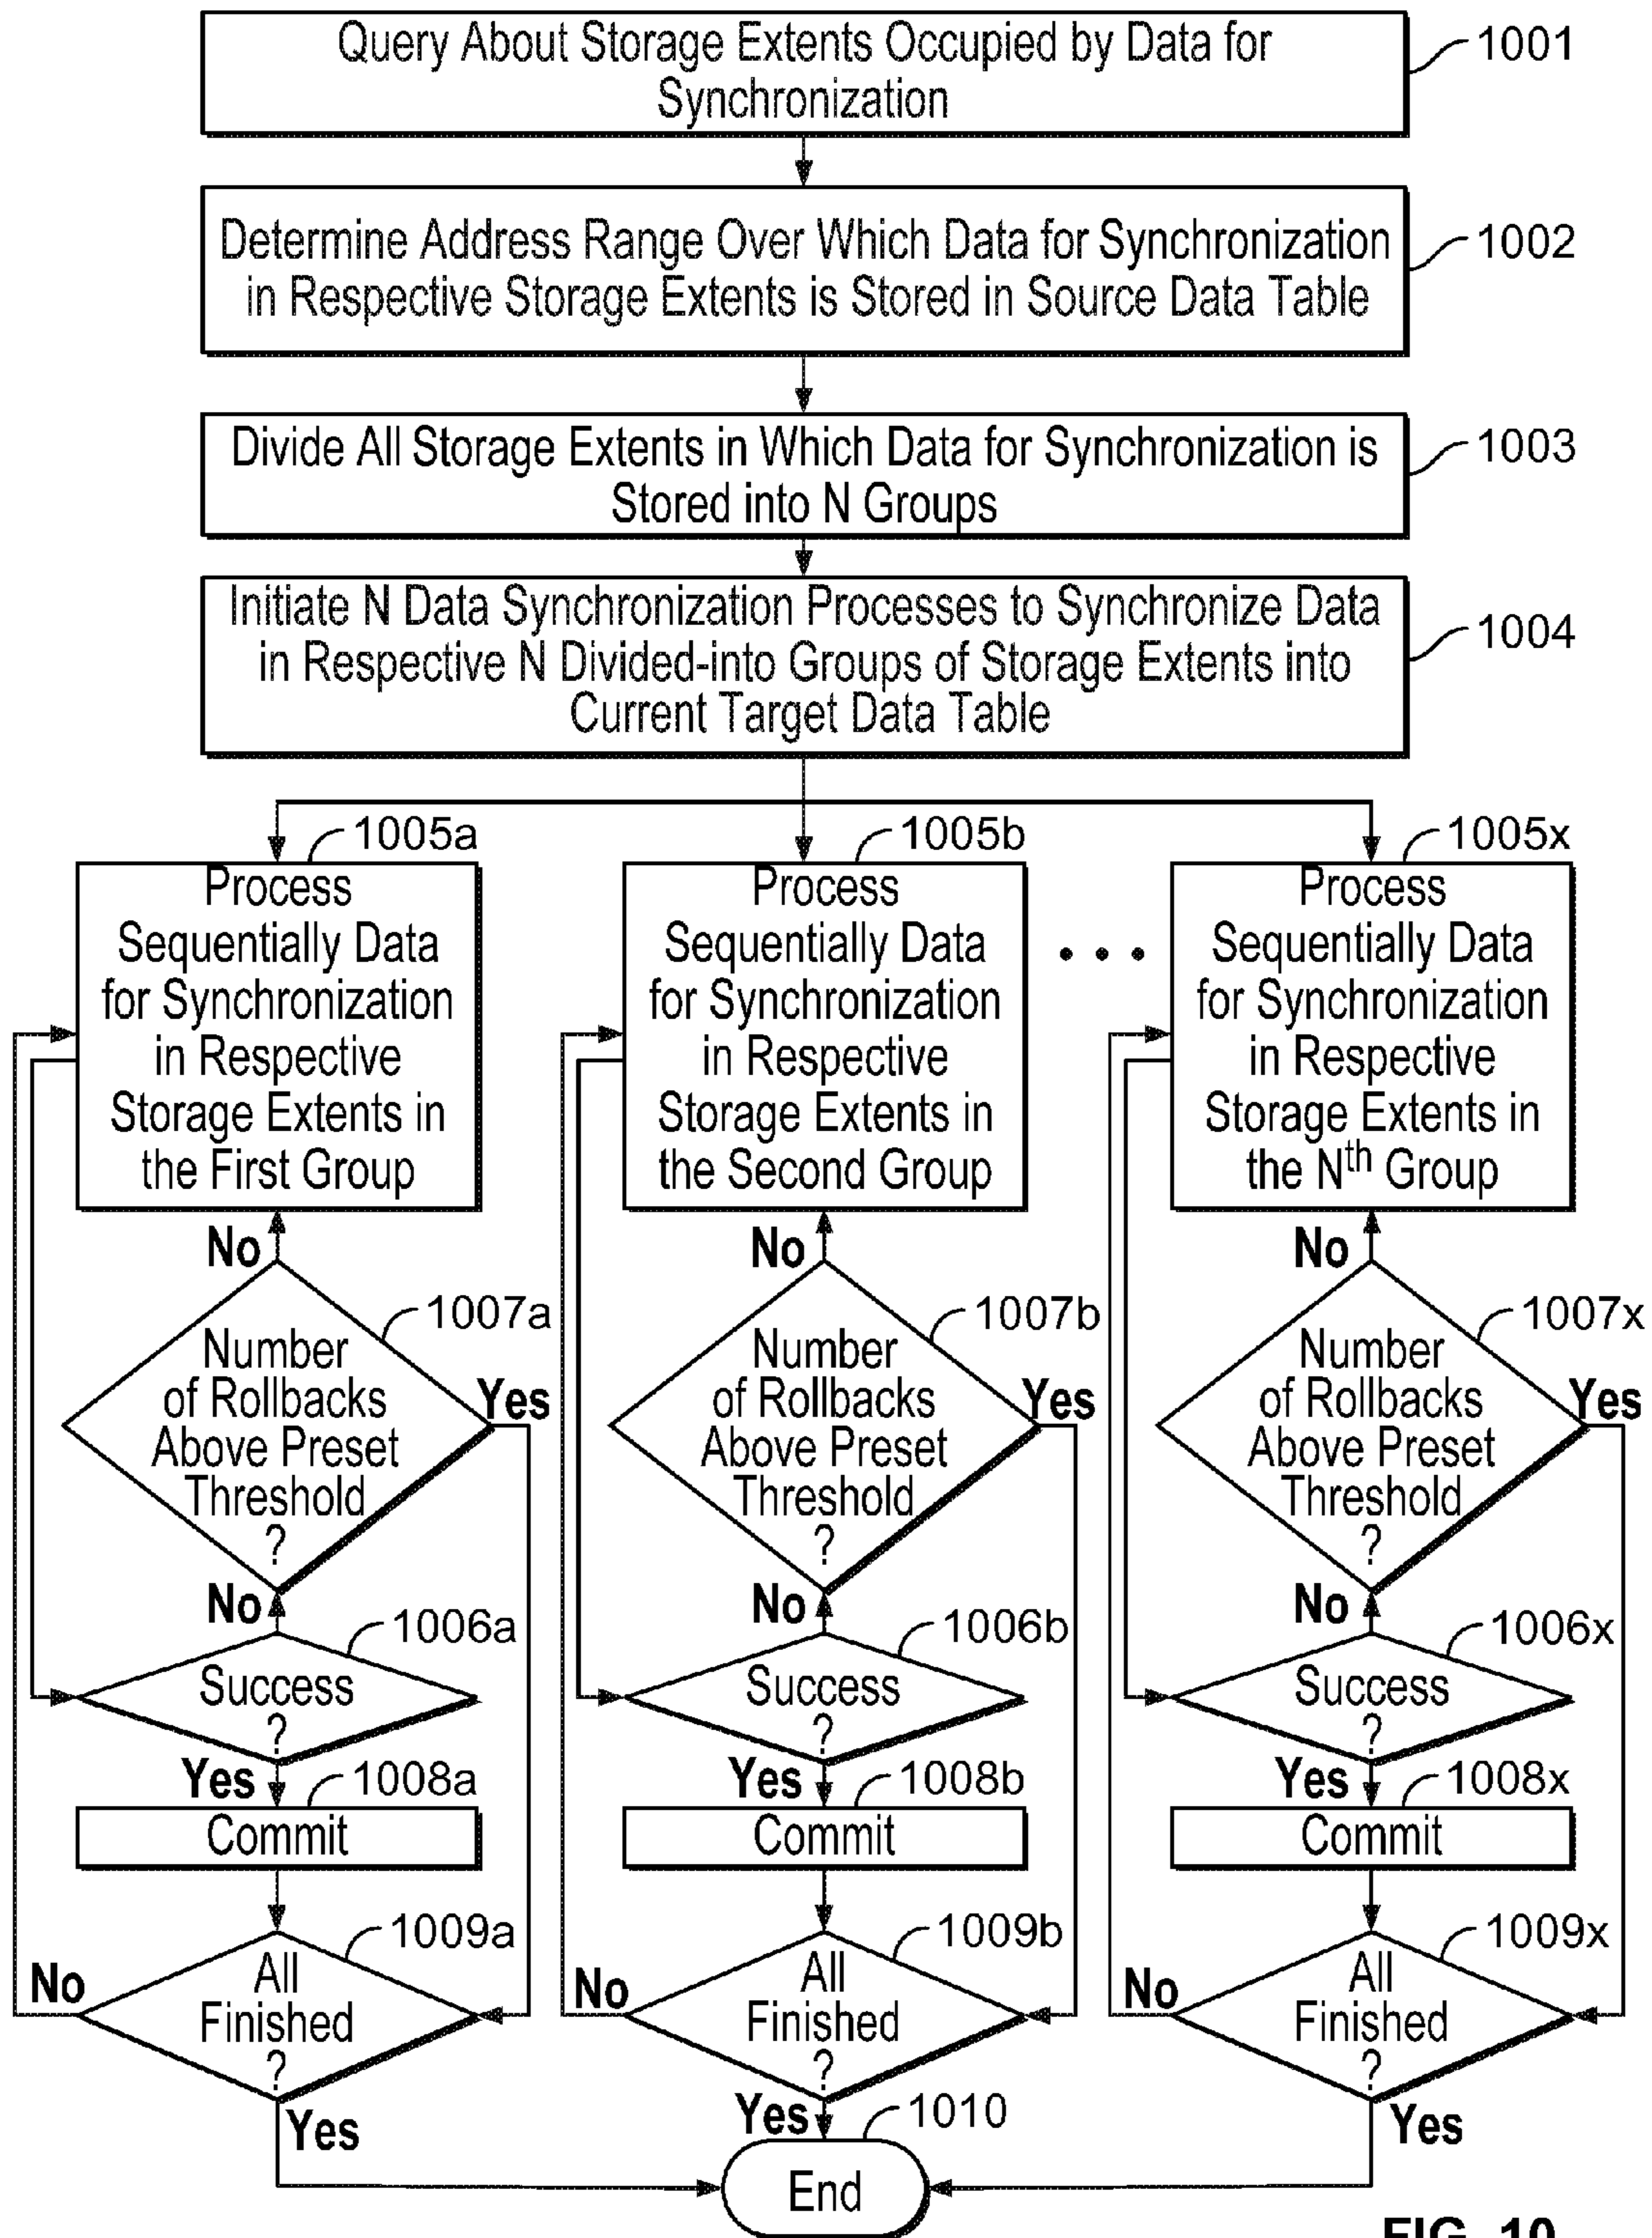 Query About Storage Extents Occupied by Data for
Synchronization
1001
Determine Address Range Over Which Data for Synchronization
in Respective Storage Extents is Stored in Source Data Table
1002
Divide All Storage Extents in Which Data for Synchronization is
Stored into N Groups
1003
Initiate N Data Synchronization Processes to Synchronize Data
in Respective N Divided-into Groups of Storage Extents into
Current Target Data Table
1004
1005a
Process
Sequentially Data
for Synchronization
in Respective
Storage Extents in
the First Group
No
1007a
Number
of Rollbacks
Above Preset
Threshold
?
Yes
No
1006a
Success
?
Yes
1008a
Commit
1009a
All
Finished
?
No
Yes
1005b
Process
Sequentially Data
for Synchronization
in Respective
Storage Extents in
the Second Group
No
1007b
Number
of Rollbacks
Above Preset
Threshold
?
Yes
No
1006b
Success
?
Yes
1008b
Commit
1009b
All
Finished
?
No
Yes
• • •
1005x
Process
Sequentially Data
for Synchronization
in Respective
Storage Extents in
the Nth Group
No
1007x
Number
of Rollbacks
Above Preset
Threshold
?
Yes
No
1006x
Success
?
Yes
1008x
Commit
1009x
All
Finished
?
No
Yes
1010
End
FIG. 10